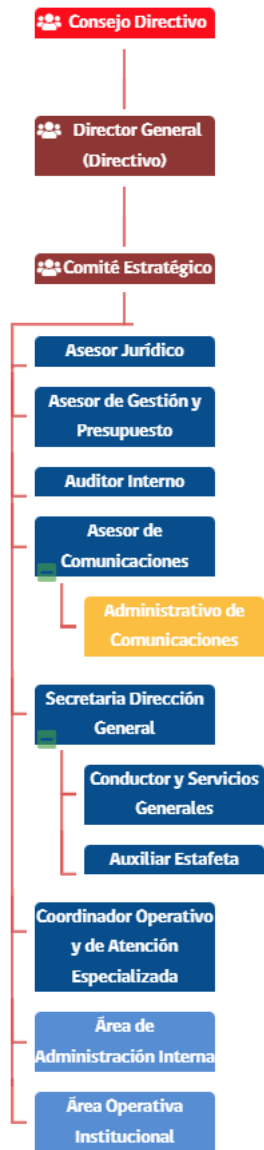 Consejo Directivo
Director General
(Directivo)
Comité Estratégico
Asesor Jurídico
Asesor de Gestión y
Presupuesto
Auditor Interno
Asesor de
Comunicaciones
Administrativo de
Comunicaciones
Secretaria Dirección
General
Conductor y Servicios
Generales
Auxiliar Estafeta
Coordinador Operativo
y de Atención
Especializada
Área de
Administración Interna
Área Operativa
Institucional